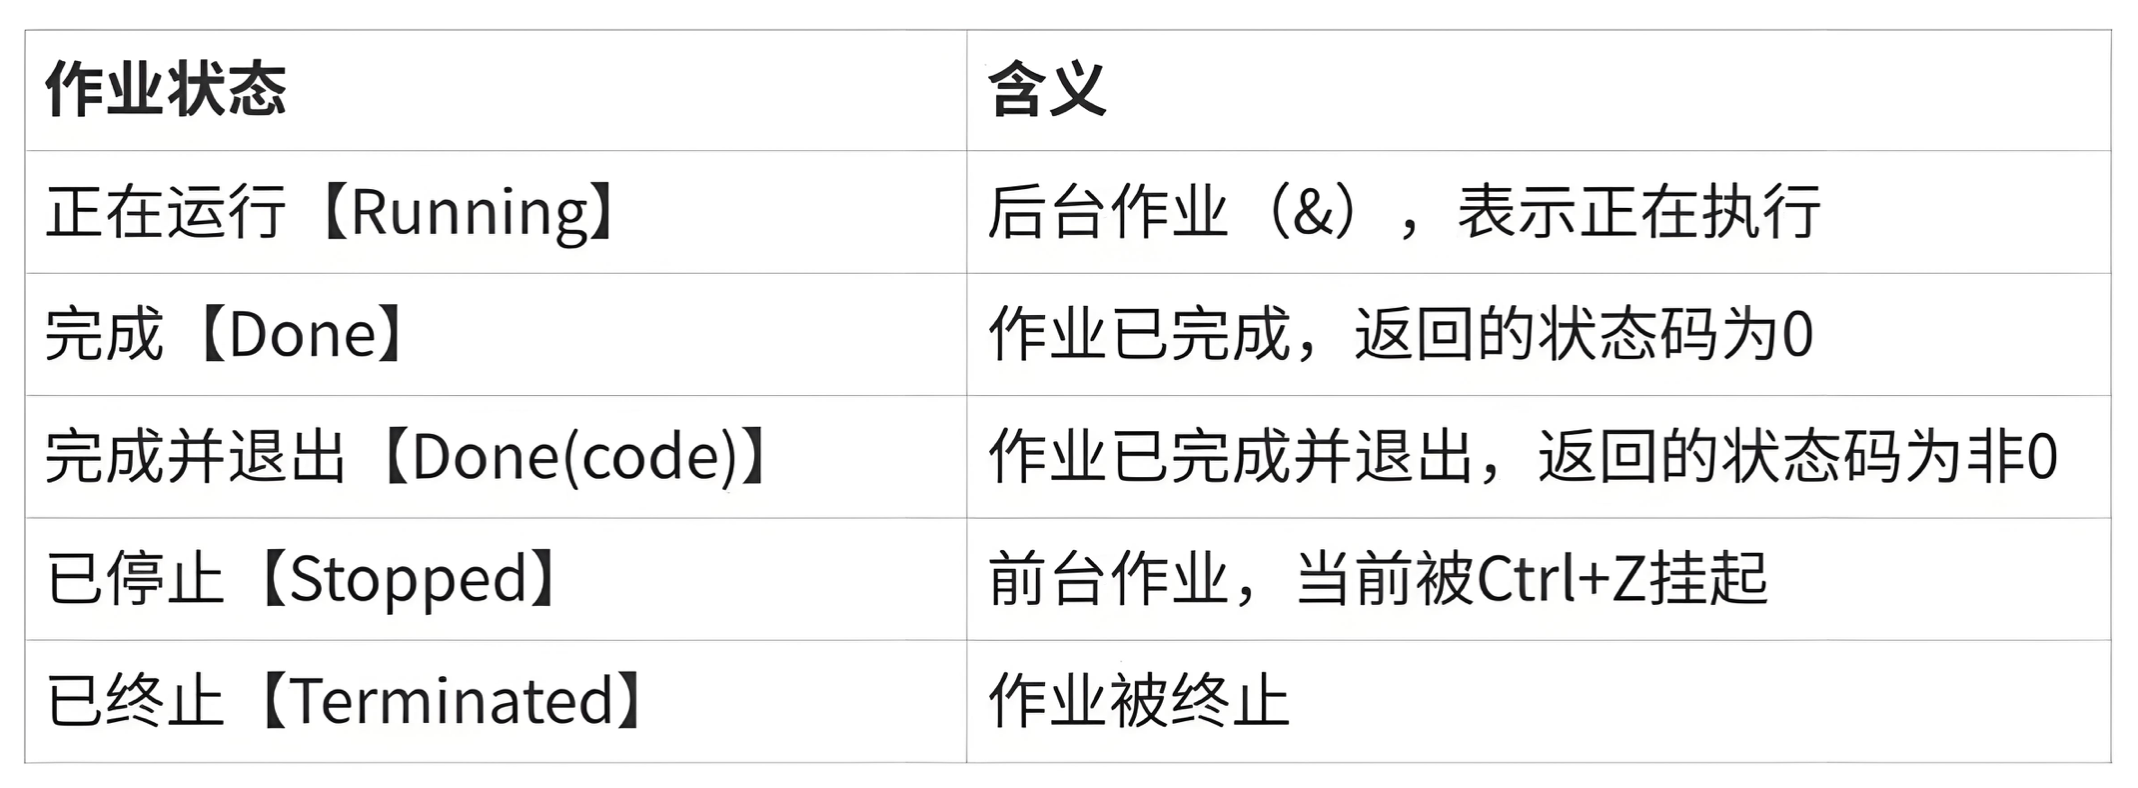 作业状态 含义
正在运行【Running】 后台作业（&），表示正在执行
完成【Done】 作业已完成，返回的状态码为0
完成并退出【Done(code)】 作业已完成并退出，返回的状态码为非0
已停止【Stopped】 前台作业，当前被Ctrl+Z挂起
已终止【Terminated】 作业被终止